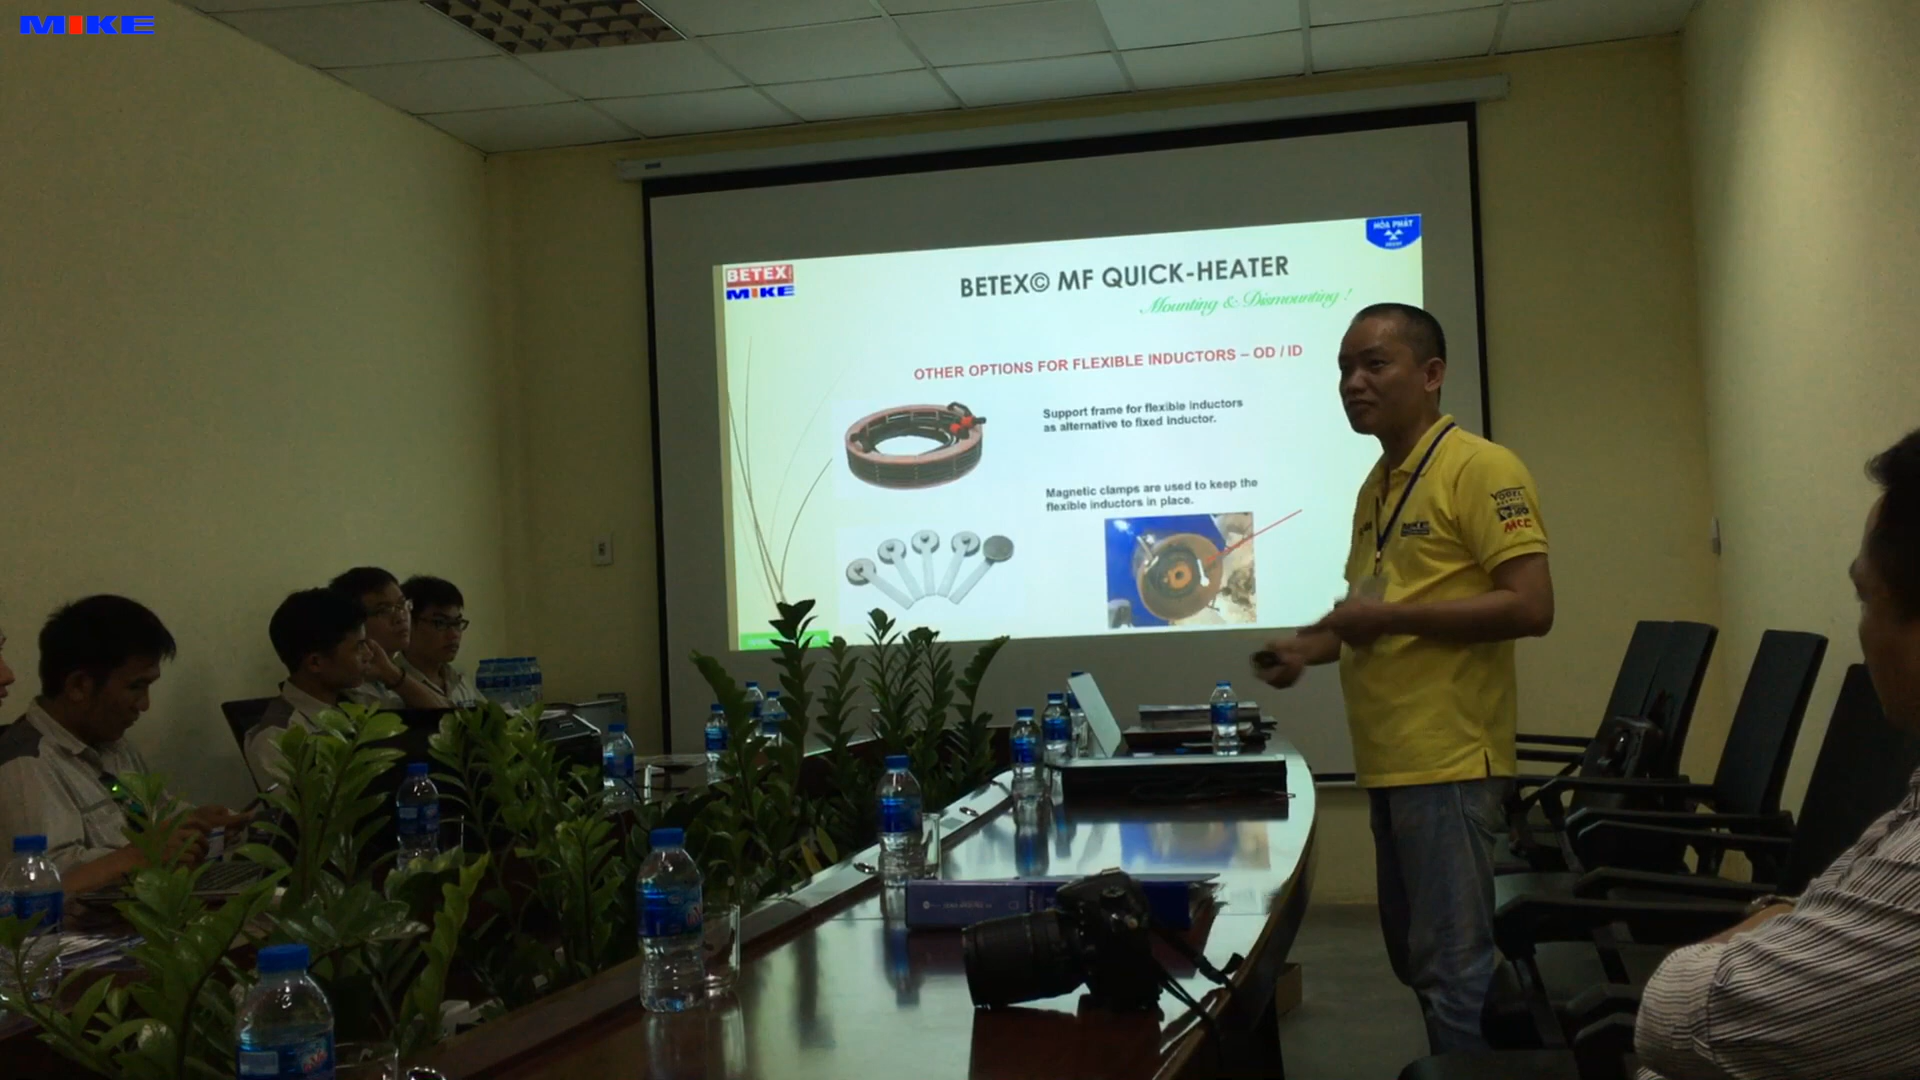 MIKE
BETEX
MIKE
HÒA PHÁT
BETEX© MF QUICK-HEATER
Mounting & Dismounting !
OTHER OPTIONS FOR FLEXIBLE INDUCTORS – OD / ID
Support frame for flexible inductors
as alternative to fixed inductor.
Magnetic clamps are used to keep the
flexible inductors in place.
VOGEL
MCC
MIKE